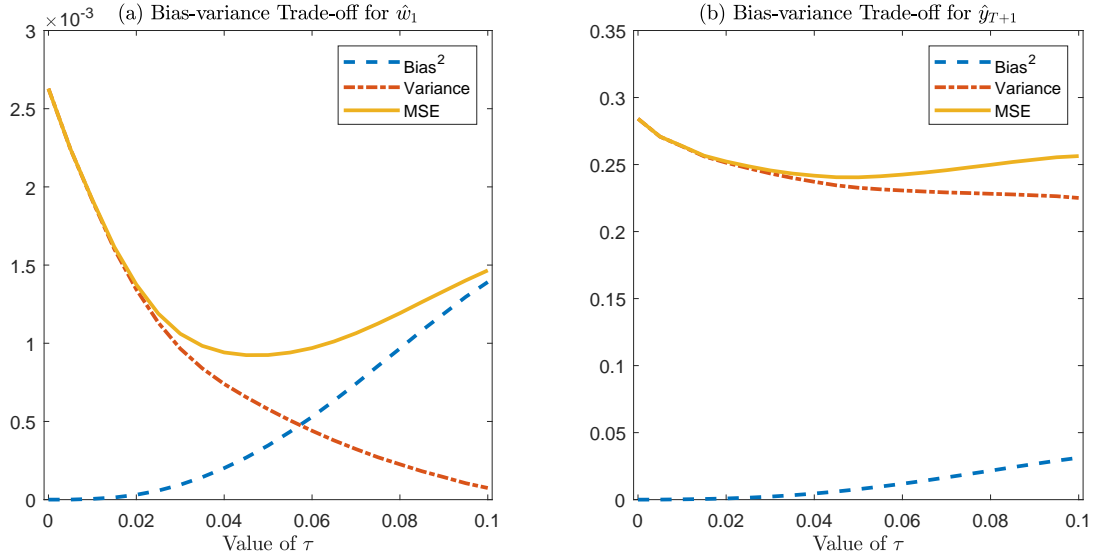 (a) Bias-variance Trade-off for ŵ₁
×10⁻³
3
2.5
2
1.5
1
0.5
0
0 0.02 0.04 0.06 0.08 0.1
Value of τ
Bias²
Variance
MSE
(b) Bias-variance Trade-off for ŷ_{T+1}
0.35
0.3
0.25
0.2
0.15
0.1
0.05
0
0 0.02 0.04 0.06 0.08 0.1
Value of τ
Bias²
Variance
MSE